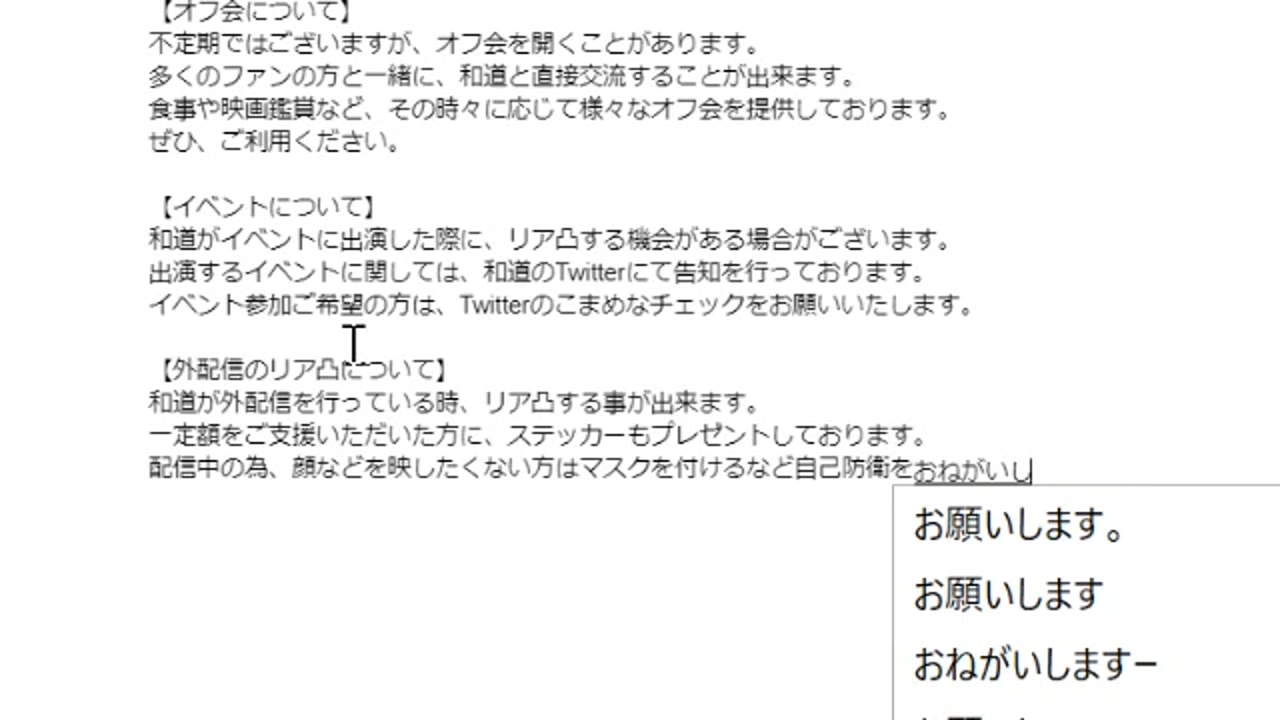 【オフ会について】
不定期ではございますが、オフ会を開くことがあります。
多くのファンの方と一緒に、和道と直接交流することが出来ます。
食事や映画鑑賞など、その時々に応じて様々なオフ会を提供しております。
ぜひ、ご利用ください。
【イベントについて】
和道がイベントに出演した際に、リア凸する機会がある場合がございます。
出演するイベントに関しては、和道のTwitterにて告知を行っております。
イベント参加ご希望の方は、Twitterのこまめなチェックをお願いいたします。
【外配信のリア凸について】
和道が外配信を行っている時、リア凸する事が出来ます。
一定額をご支援いただいた方に、ステッカーもプレゼントしております。
配信中の為、顔などを映したくない方はマスクを付けるなど自己防衛をおねがいし
お願いします。
お願いします
おねがいしますー